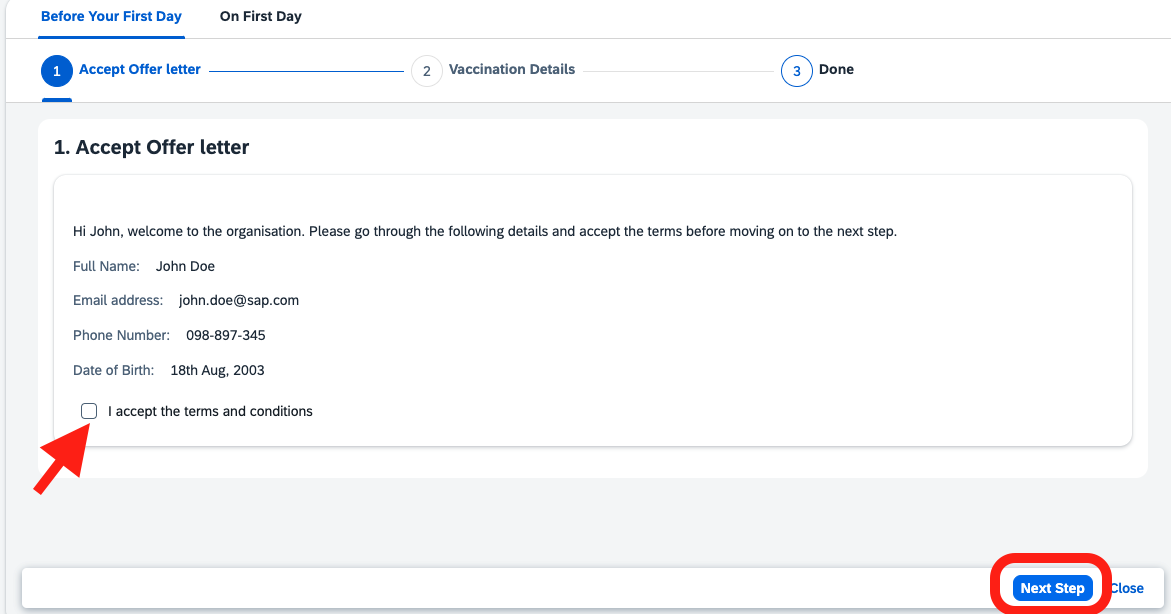 Before Your First Day On First Day
1 Accept Offer letter 2 Vaccination Details 3 Done
1. Accept Offer letter
Hi John, welcome to the organisation. Please go through the following details and accept the terms before moving on to the next step.
Full Name: John Doe
Email address: john.doe@sap.com
Phone Number: 098-897-345
Date of Birth: 18th Aug, 2003
I accept the terms and conditions
Next Step Close